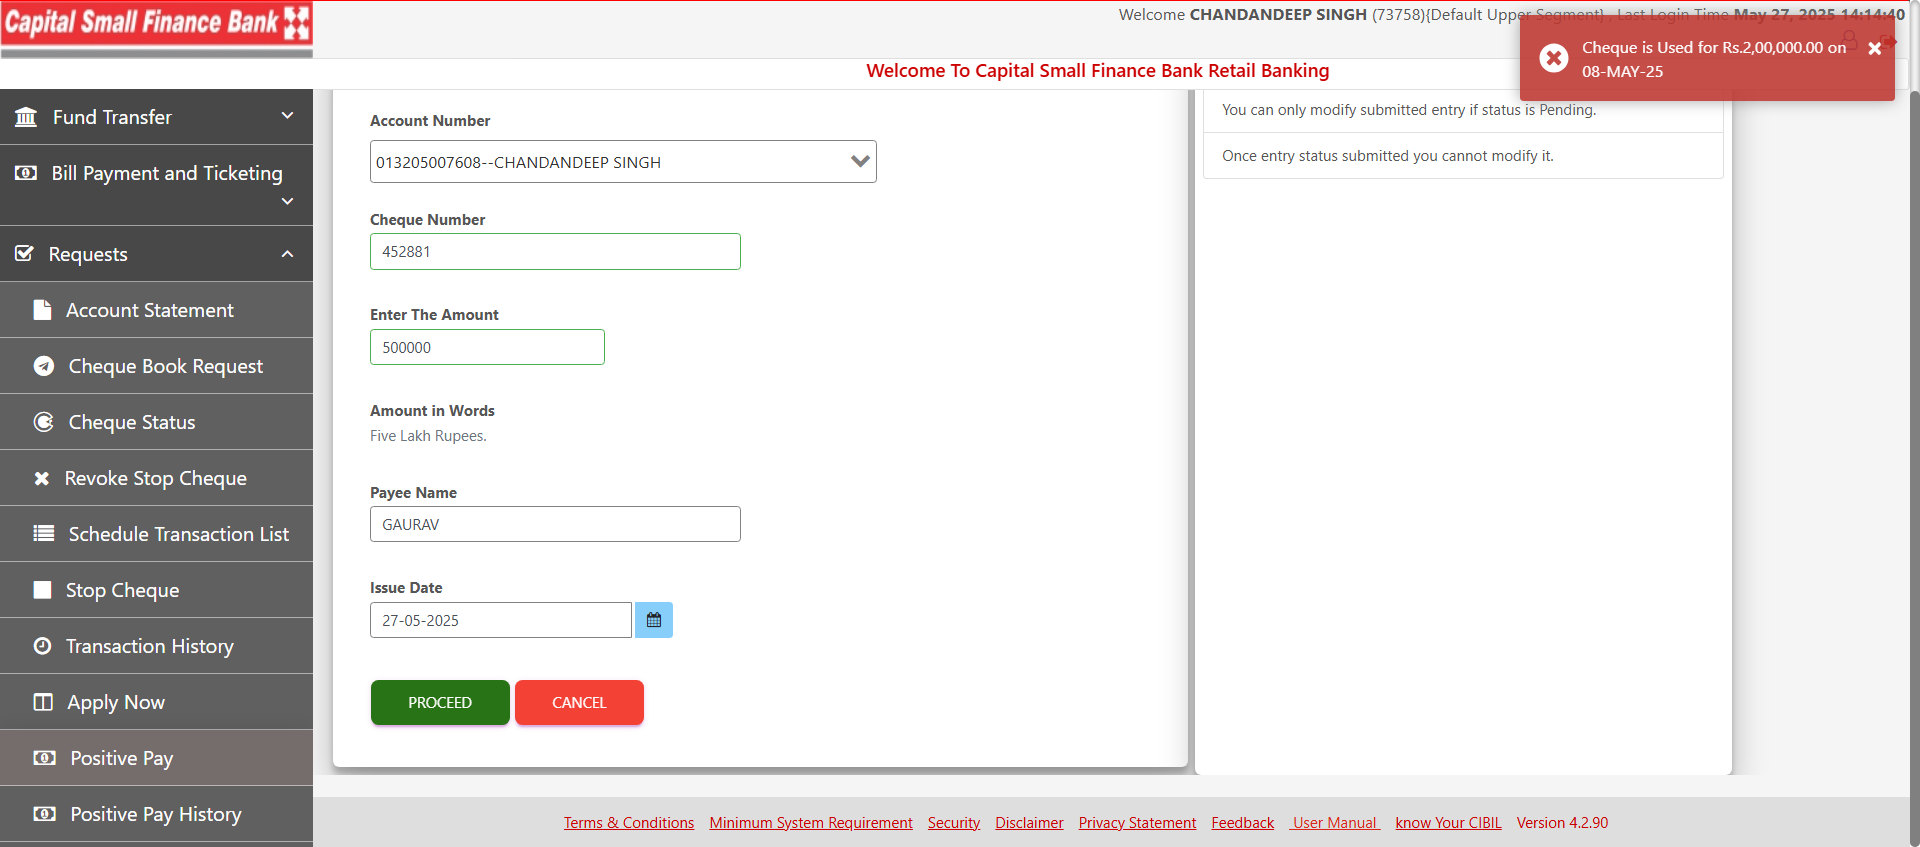 Capital Small Finance Bank
Welcome CHANDANDEEP SINGH (73758){Default Upper Segment} , Last Login Time May 27, 2025 14:14:40
Cheque is Used for Rs.2,00,000.00 on
08-MAY-25
Welcome To Capital Small Finance Bank Retail Banking
Fund Transfer
Bill Payment and Ticketing
Requests
Account Statement
Cheque Book Request
Cheque Status
Revoke Stop Cheque
Schedule Transaction List
Stop Cheque
Transaction History
Apply Now
Positive Pay
Positive Pay History
Account Number
013205007608--CHANDANDEEP SINGH
Cheque Number
452881
Enter The Amount
500000
Amount in Words
Five Lakh Rupees.
Payee Name
GAURAV
Issue Date
27-05-2025
PROCEED CANCEL
You can only modify submitted entry if status is Pending.
Once entry status submitted you cannot modify it.
Terms & Conditions Minimum System Requirement Security Disclaimer Privacy Statement Feedback User Manual know Your CIBIL Version 4.2.90